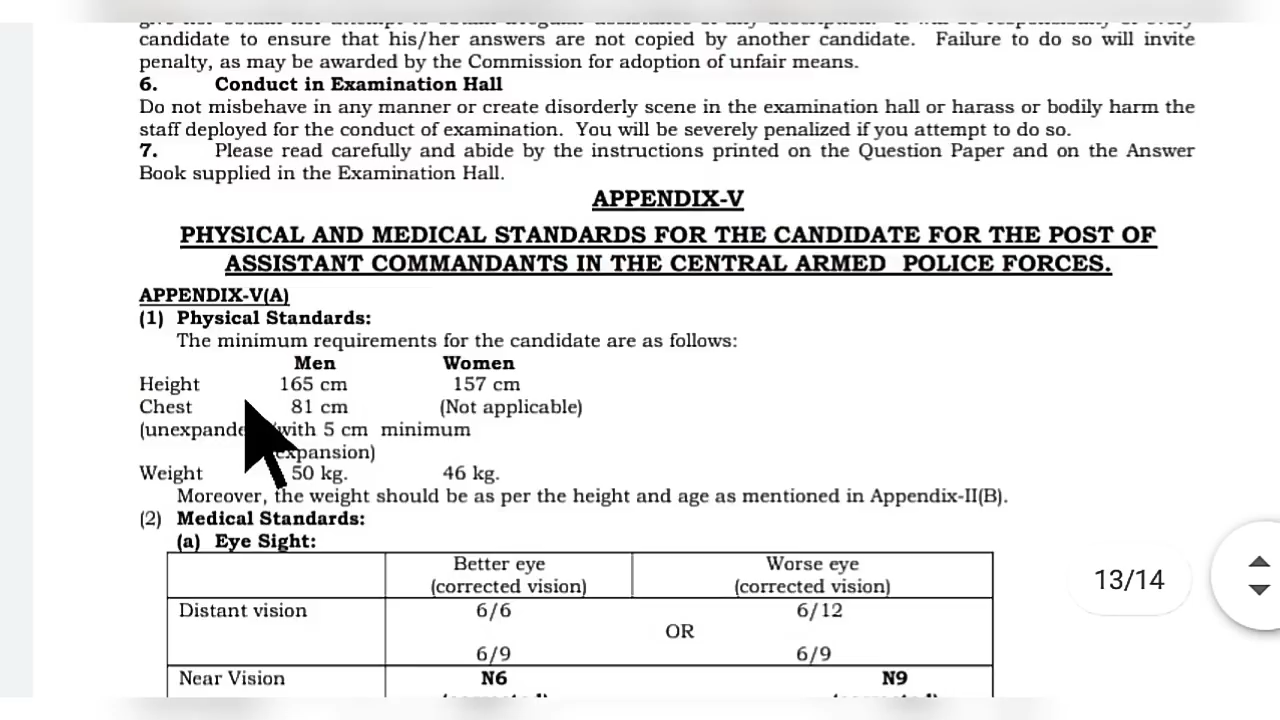 candidate to ensure that his/her answers are not copied by another candidate. Failure to do so will invite
penalty, as may be awarded by the Commission for adoption of unfair means.
6. Conduct in Examination Hall
Do not misbehave in any manner or create disorderly scene in the examination hall or harass or bodily harm the
staff deployed for the conduct of examination. You will be severely penalized if you attempt to do so.
7. Please read carefully and abide by the instructions printed on the Question Paper and on the Answer
Book supplied in the Examination Hall.
APPENDIX-V
PHYSICAL AND MEDICAL STANDARDS FOR THE CANDIDATE FOR THE POST OF
ASSISTANT COMMANDANTS IN THE CENTRAL ARMED POLICE FORCES.
APPENDIX-V(A)
(1) Physical Standards:
The minimum requirements for the candidate are as follows:
Men Women
Height 165 cm 157 cm
Chest 81 cm (Not applicable)
(unexpande with 5 cm minimum
expansion)
Weight 50 kg. 46 kg.
Moreover, the weight should be as per the height and age as mentioned in Appendix-II(B).
(2) Medical Standards:
(a) Eye Sight:
Better eye Worse eye
(corrected vision) (corrected vision)
Distant vision 6/6 6/12
OR
6/9 6/9
Near Vision N6 N9
13/14